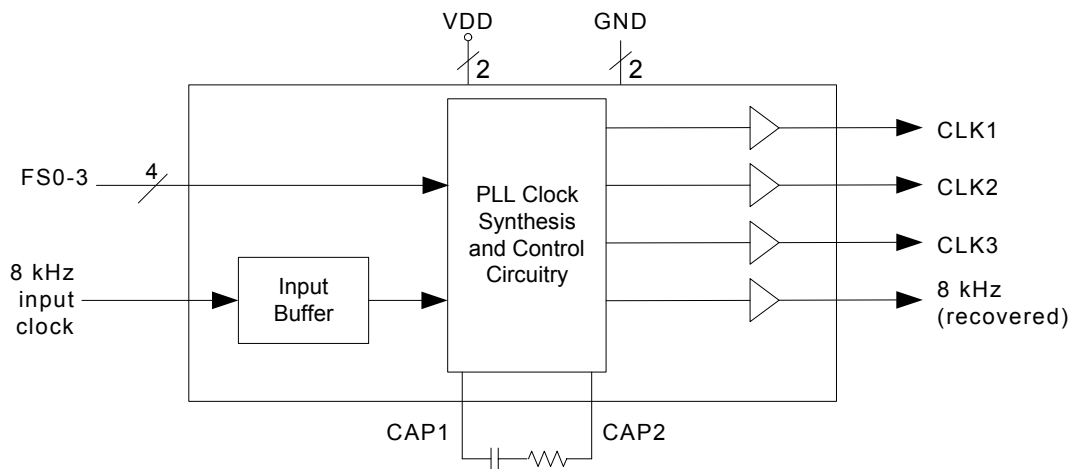 VDD
GND
2
2
FS0-3
4
8 kHz
input
clock
Input
Buffer
PLL Clock
Synthesis
and Control
Circuitry
CLK1
CLK2
CLK3
8 kHz
(recovered)
CAP1
CAP2